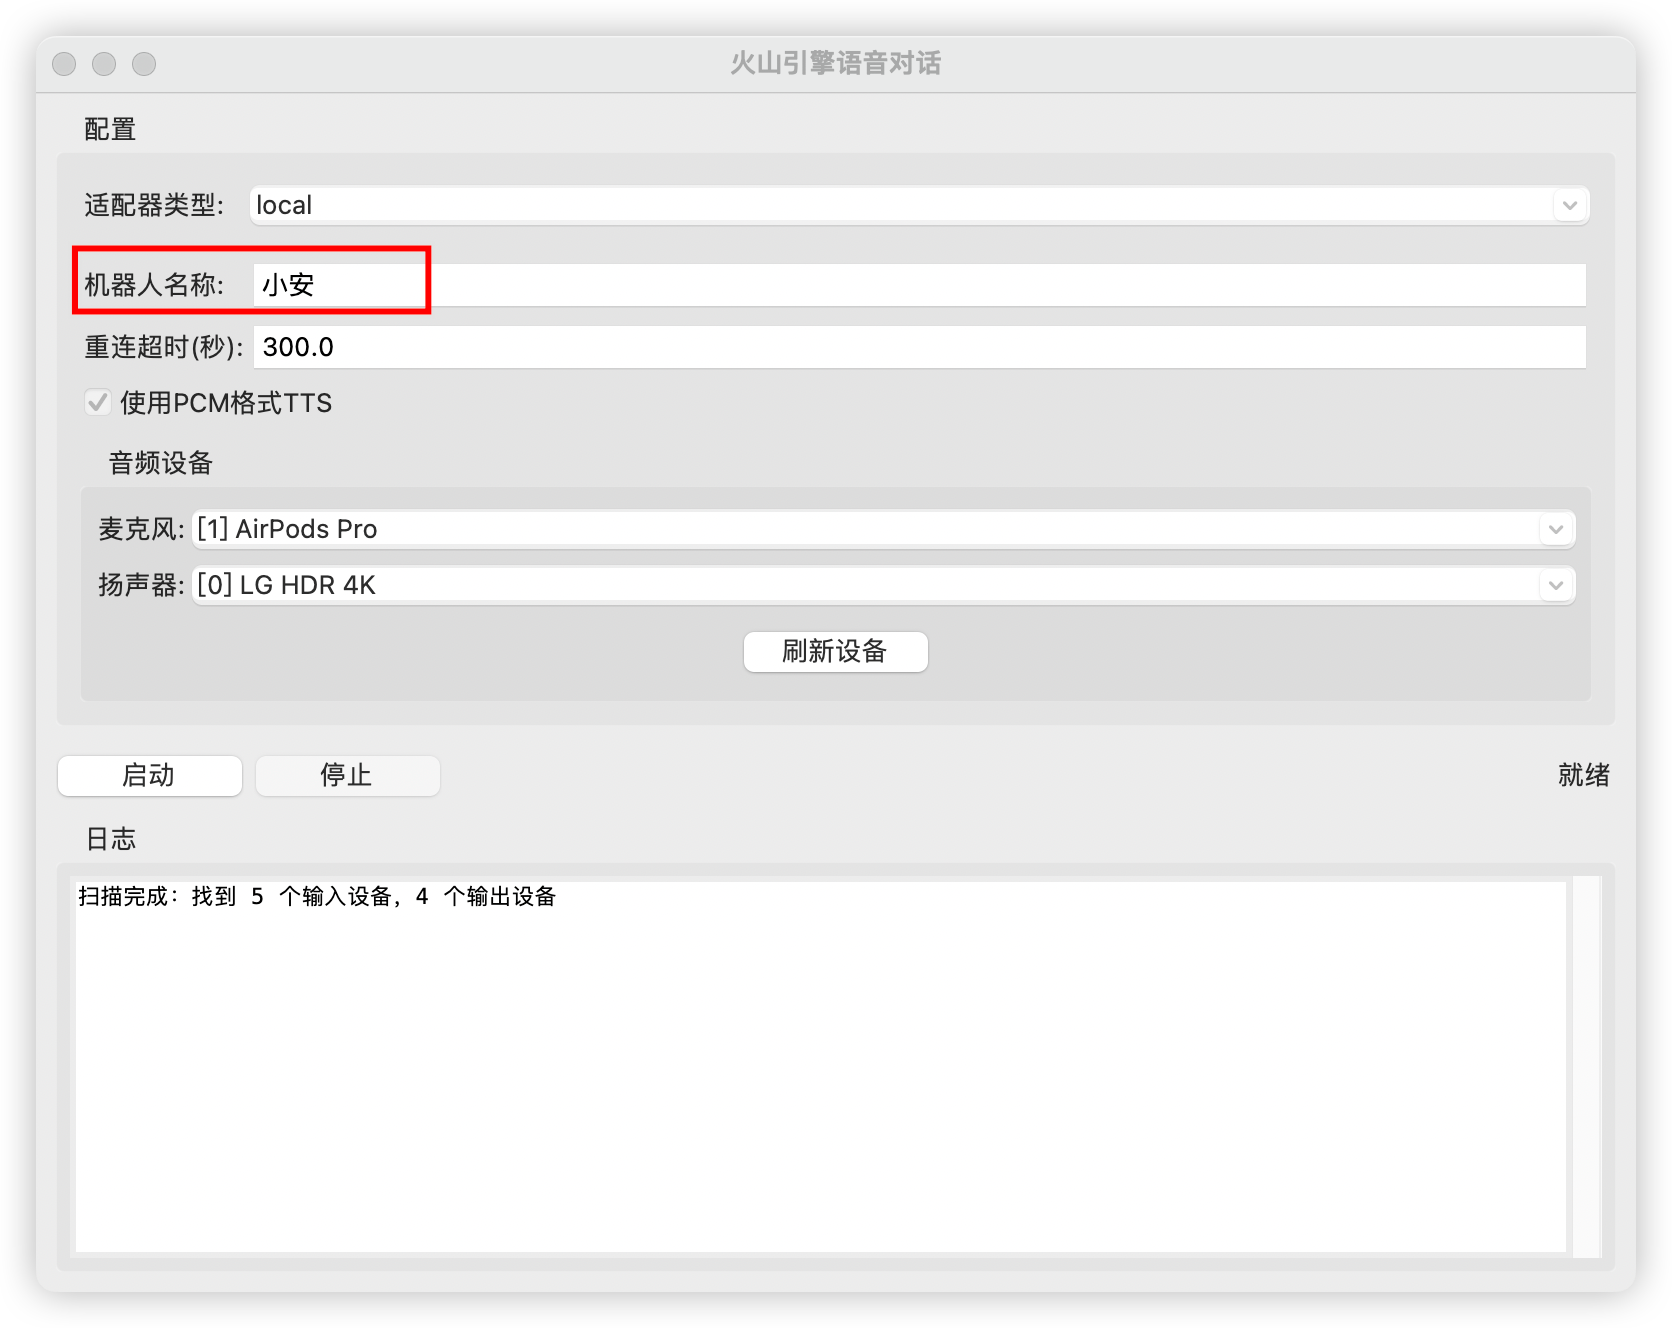 火山引擎语音对话
配置
适配器类型: local
机器人名称: 小安
重连超时(秒): 300.0
使用PCM格式TTS
音频设备
麦克风: [1] AirPods Pro
扬声器: [0] LG HDR 4K
刷新设备
启动 停止 就绪
日志
扫描完成: 找到 5 个输入设备, 4 个输出设备